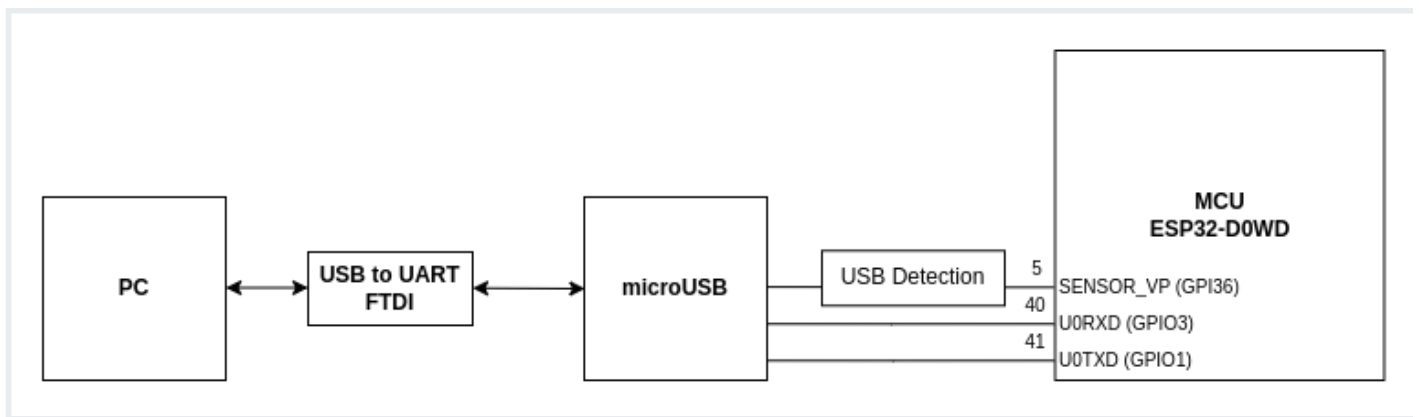 MCU
ESP32-D0WD
PC
USB to UART
FTDI
microUSB
USB Detection
5
SENSOR_VP (GPI36)
40
U0RXD (GPIO3)
41
U0TXD (GPIO1)